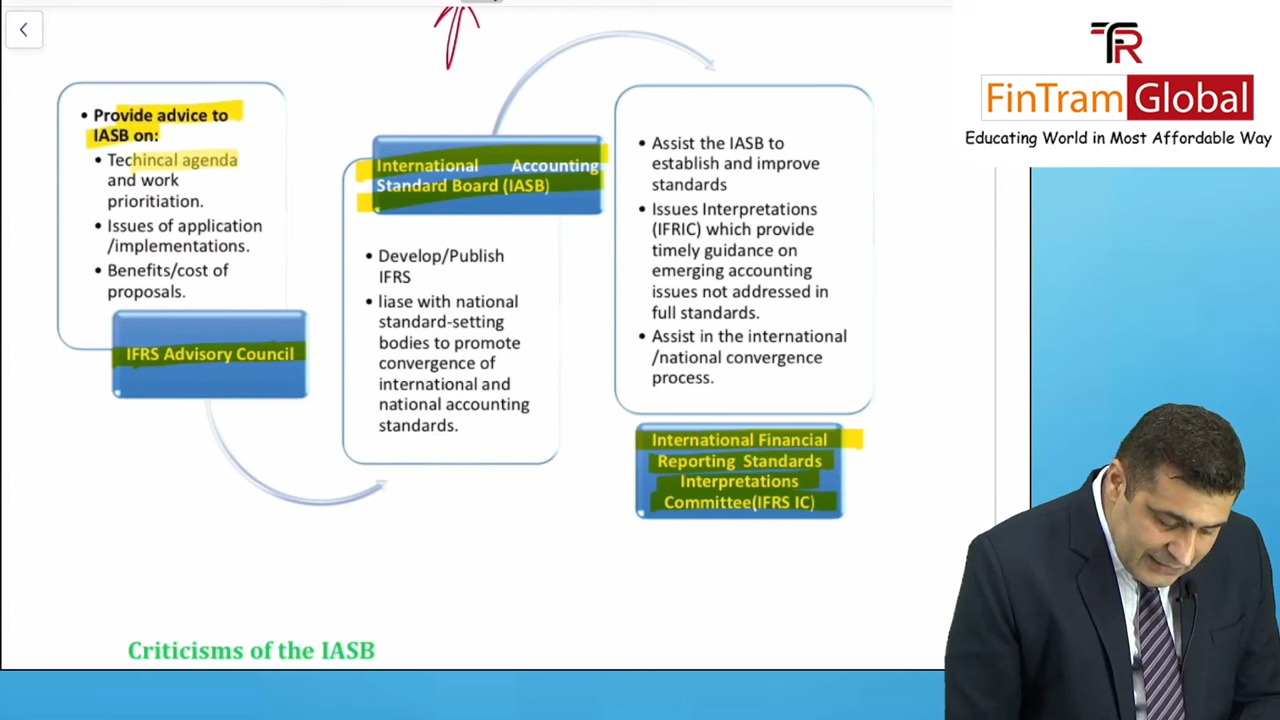 • Provide advice to
IASB on:
• Techincal agenda
and work
prioritiation.
• Issues of application
/implementations.
• Benefits/cost of
proposals.
IFRS Advisory Council
International Accounting
Standard Board (IASB)
• Develop/Publish
IFRS
• liase with national
standard-setting
bodies to promote
convergence of
international and
national accounting
standards.
• Assist the IASB to
establish and improve
standards
• Issues Interpretations
(IFRIC) which provide
timely guidance on
emerging accounting
issues not addressed in
full standards.
• Assist in the international
/national convergence
process.
International Financial
Reporting Standards
Interpretations
Committee(IFRS IC)
Criticisms of the IASB
FinTram Global
Educating World in Most Affordable Way